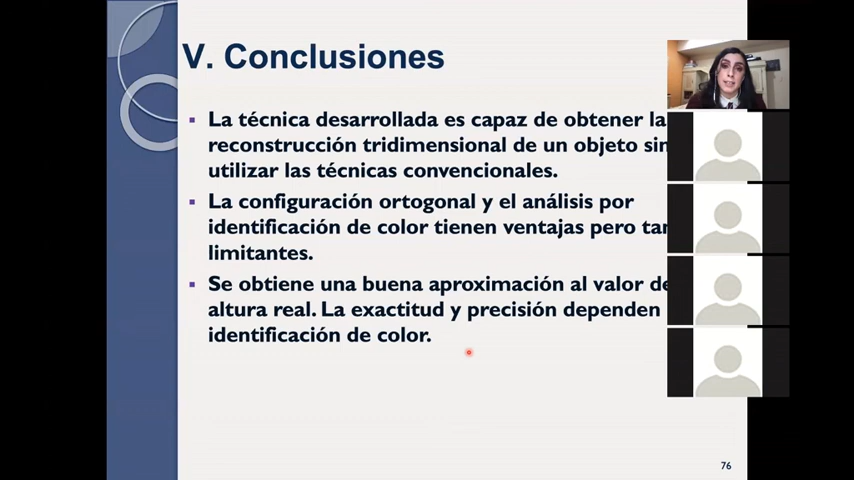 V. Conclusiones
La técnica desarrollada es capaz de obtener la
reconstrucción tridimensional de un objeto sin
utilizar las técnicas convencionales.
La configuración ortogonal y el análisis por
identificación de color tienen ventajas pero
limitantes.
Se obtiene una buena aproximación al valor de
altura real. La exactitud y precisión dependen
identificación de color.
76